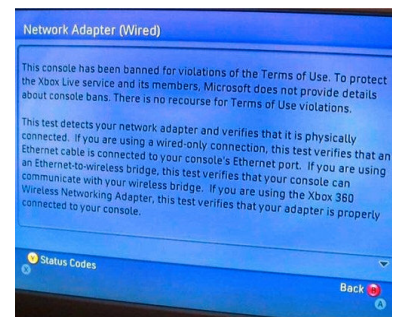 Network Adapter (Wired)
This console has been banned for violations of the Terms of Use. To protect
the Xbox Live service and its members, Microsoft does not provide details
about console bans. There is no recourse for Terms of Use violations.
This test detects your network adapter and verifies that it is physically
connected. If you are using a wired-only connection, this test verifies that an
Ethernet cable is connected to your console's Ethernet port. If you are using
an Ethernet-to-wireless bridge, this test verifies that your console can
communicate with your wireless bridge. If you are using the Xbox 360
Wireless Networking Adapter, this test verifies that your adapter is properly
connected to your console.
Y Status Codes
X
Back B
A